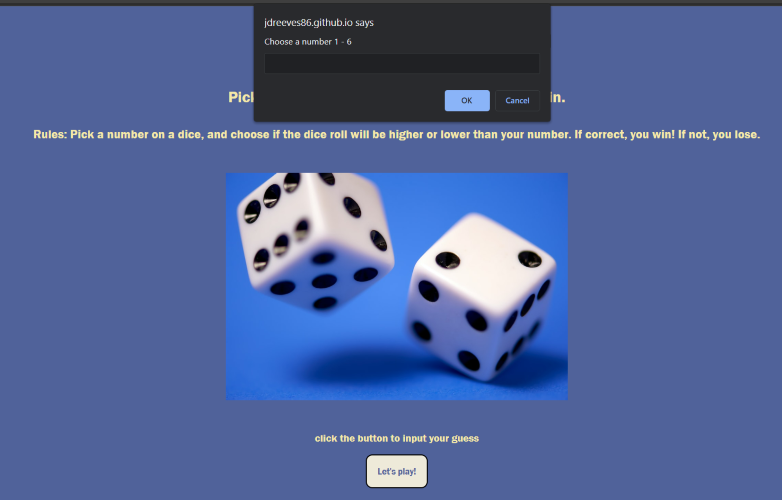 jdreeves86.github.io says
Choose a number 1 - 6
OK Cancel
in.
Rules: Pick a number on a dice, and choose if the dice roll will be higher or lower than your number. If correct, you win! If not, you lose.
click the button to input your guess
Let's play!